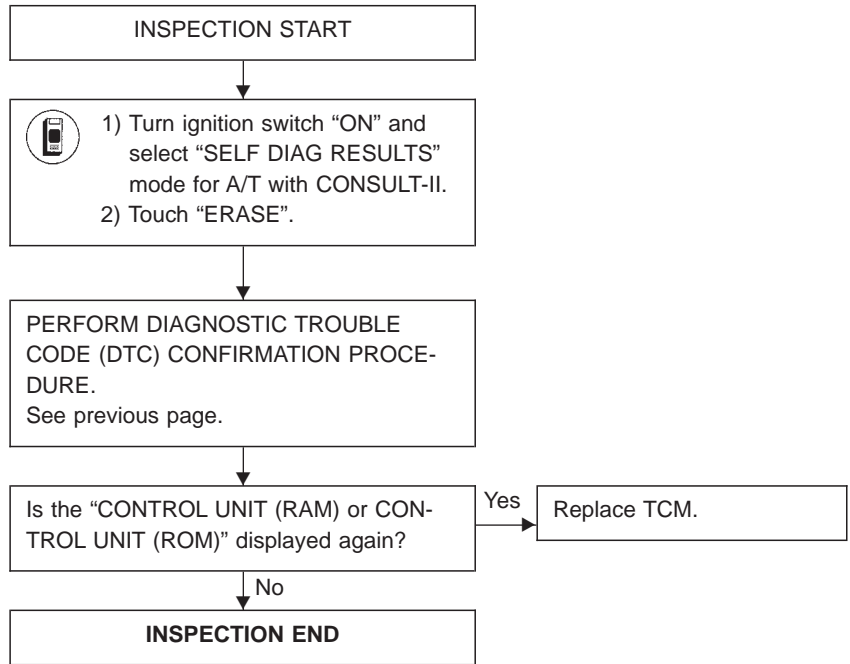 INSPECTION START
1) Turn ignition switch “ON” and
select “SELF DIAG RESULTS”
mode for A/T with CONSULT-II.
2) Touch “ERASE”.
PERFORM DIAGNOSTIC TROUBLE
CODE (DTC) CONFIRMATION PROCE-
DURE.
See previous page.
Is the “CONTROL UNIT (RAM) or CON-
TROL UNIT (ROM)” displayed again?
Yes
Replace TCM.
No
INSPECTION END